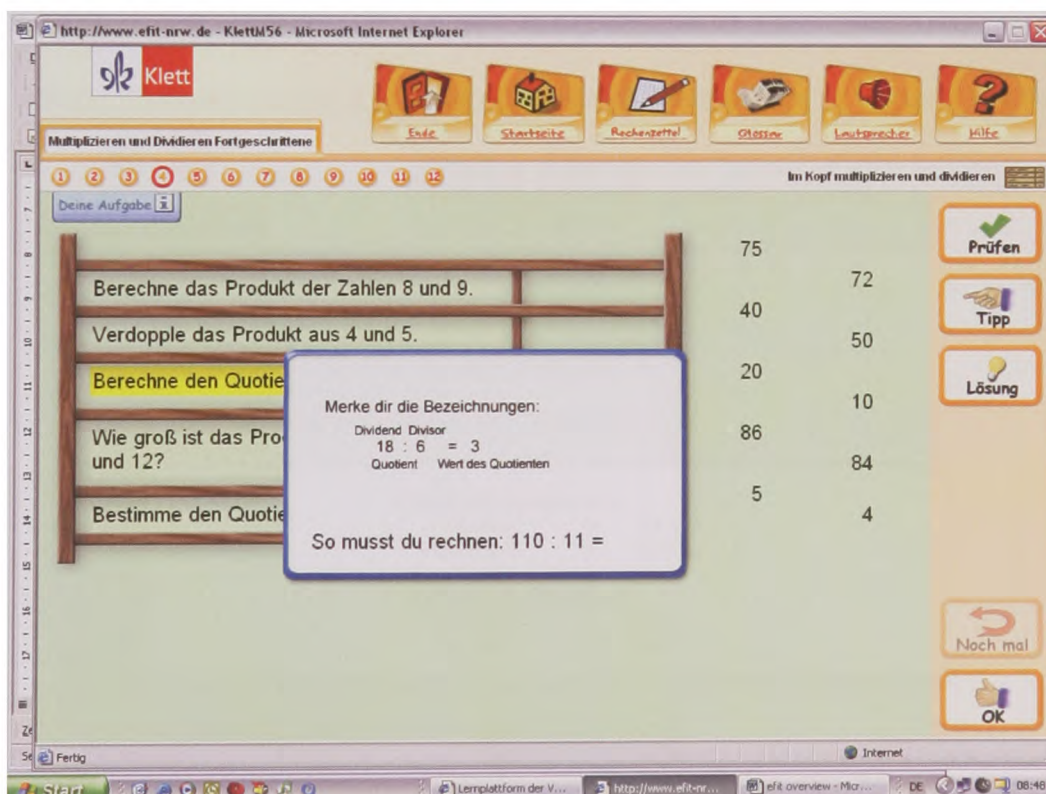 http://www.efit-nrw.de - KlettM56 - Microsoft Internet Explorer
Klett
Ende
Startseite
Rechenzettel
Glossar
Lautsprecher
Hilfe
Multiplizieren und Dividieren Fortgeschrittene
1 2 3 4 5 6 7 8 9 10 11 12
Im Kopf multiplizieren und dividieren
Deine Aufgabe
Berechne das Produkt der Zahlen 8 und 9.
Verdopple das Produkt aus 4 und 5.
Berechne den Quotie
Wie groß ist das Pro
und 12?
Bestimme den Quotie
Merke dir die Bezeichnungen:
Dividend Divisor
18 : 6 = 3
Quotient Wert des Quotienten
So musst du rechnen: 110 : 11 =
75
72
40
50
20
10
86
84
5
4
Prüfen
Tipp
Lösung
Noch mal
OK
Fertig
Internet
Start
Lernplattform der V...
http://www.efit-nr...
efit overview - Micr...
DE
08:48